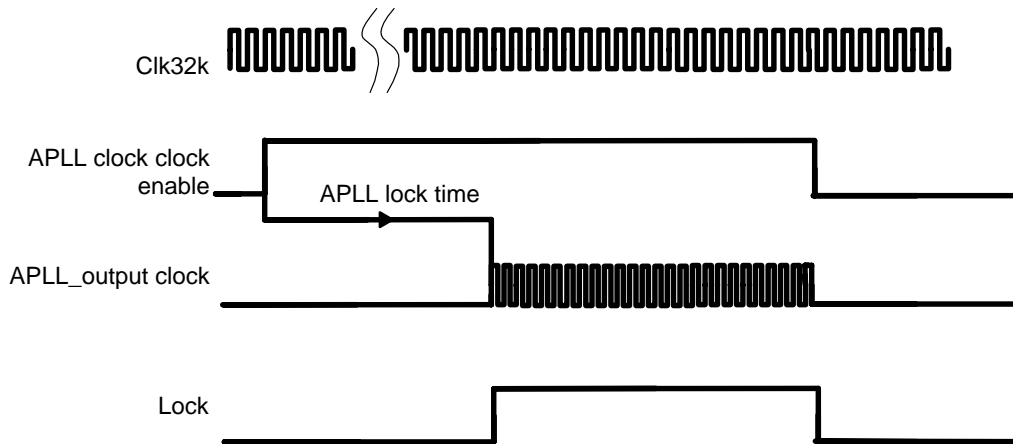 Clk32k
APLL clock clock
enable
APLL lock time
APLL_output clock
Lock